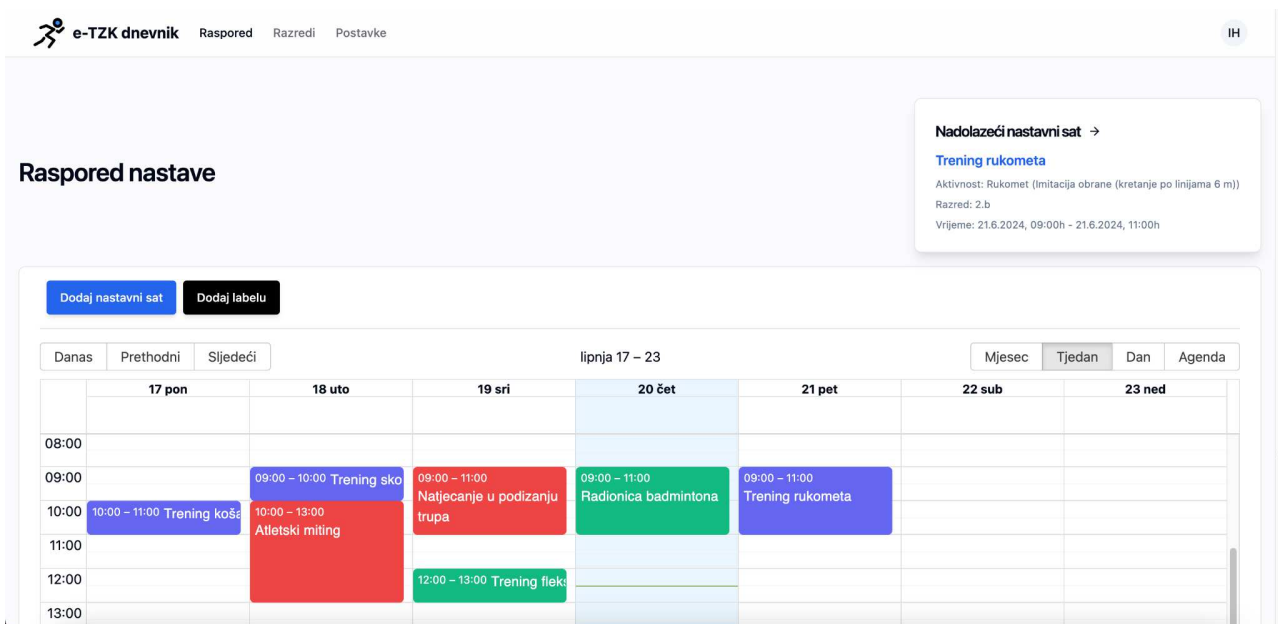 e-TZK dnevnik Raspored Razredi Postavke IH
Nadolazeći nastavni sat →
Trening rukometa
Aktivnost: Rukomet (Imitacija obrane (kretanje po linijama 6 m))
Razred: 2.b
Vrijeme: 21.6.2024, 09:00h - 21.6.2024, 11:00h
Raspored nastave
Dodaj nastavni sat Dodaj labelu
Danas Prethodni Sljedeći lipnja 17 – 23 Mjesec Tjedan Dan Agenda
17 pon 18 uto 19 sri 20 čet 21 pet 22 sub 23 ned
08:00
09:00
10:00
11:00
12:00
13:00
10:00 – 11:00 Trening koša
09:00 – 10:00 Trening sko
10:00 – 13:00
Atletski miting
09:00 – 11:00
Natjecanje u podizanju
trupa
12:00 – 13:00 Trening fleks
09:00 – 11:00
Radionica badmintona
09:00 – 11:00
Trening rukometa